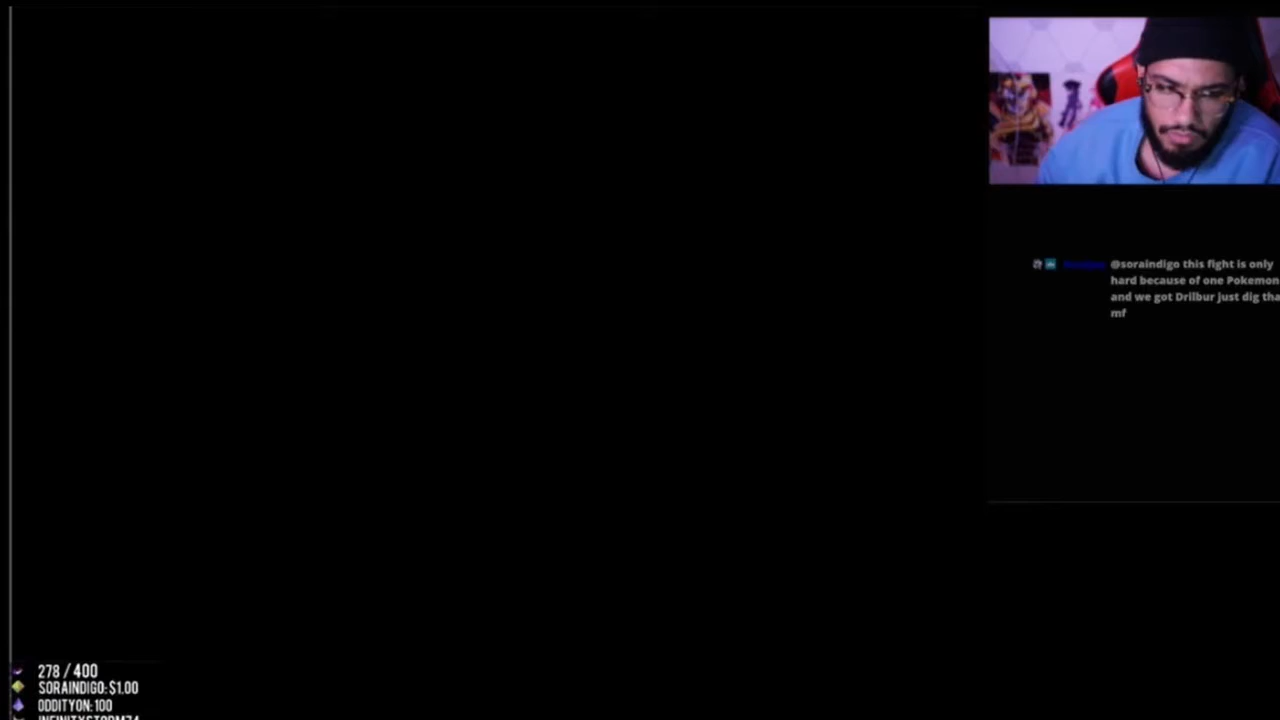 @soraindigo this fight is only
hard because of one Pokemon
and we got Drilbur just dig tha
mf
278 / 400
SORAINDIGO: $1.00
ODDITYON: 100
INFINITYSTORM74